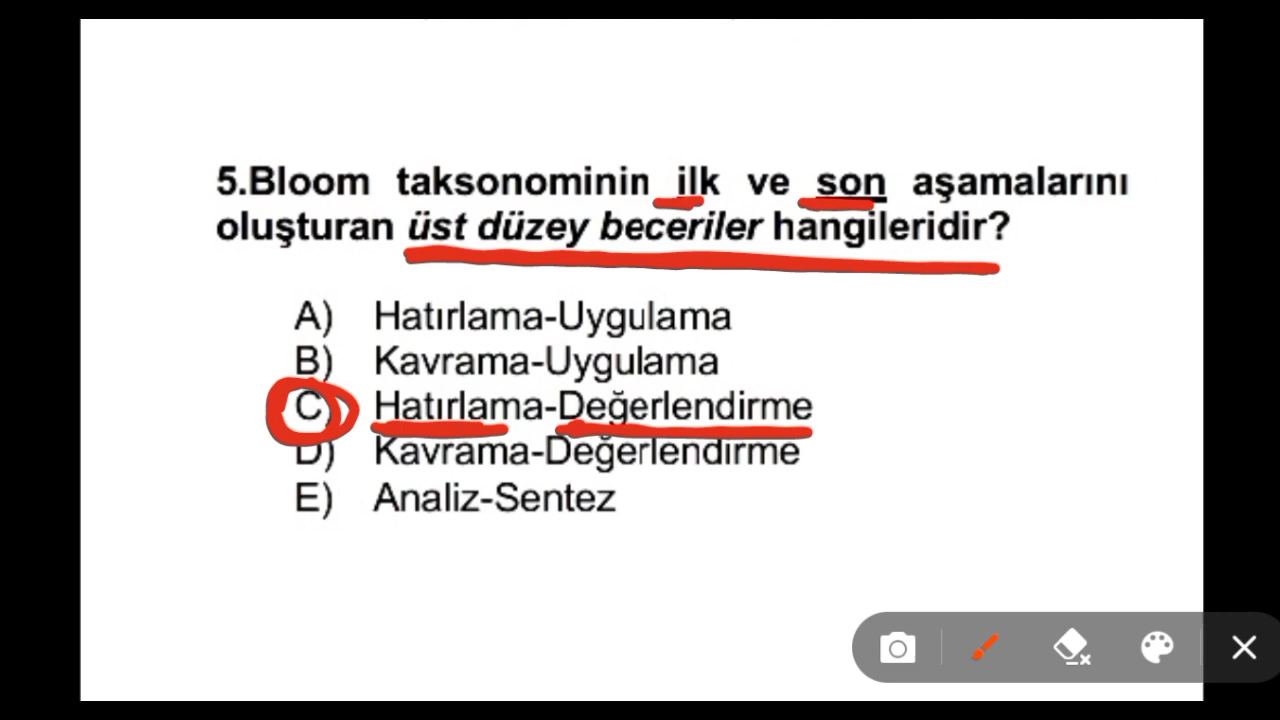 5.Bloom taksonominin ilk ve son aşamalarını
oluşturan üst düzey beceriler hangileridir?
A) Hatırlama-Uygulama
B) Kavrama-Uygulama
C) Hatırlama-Değerlendirme
D) Kavrama-Değerlendirme
E) Analiz-Sentez